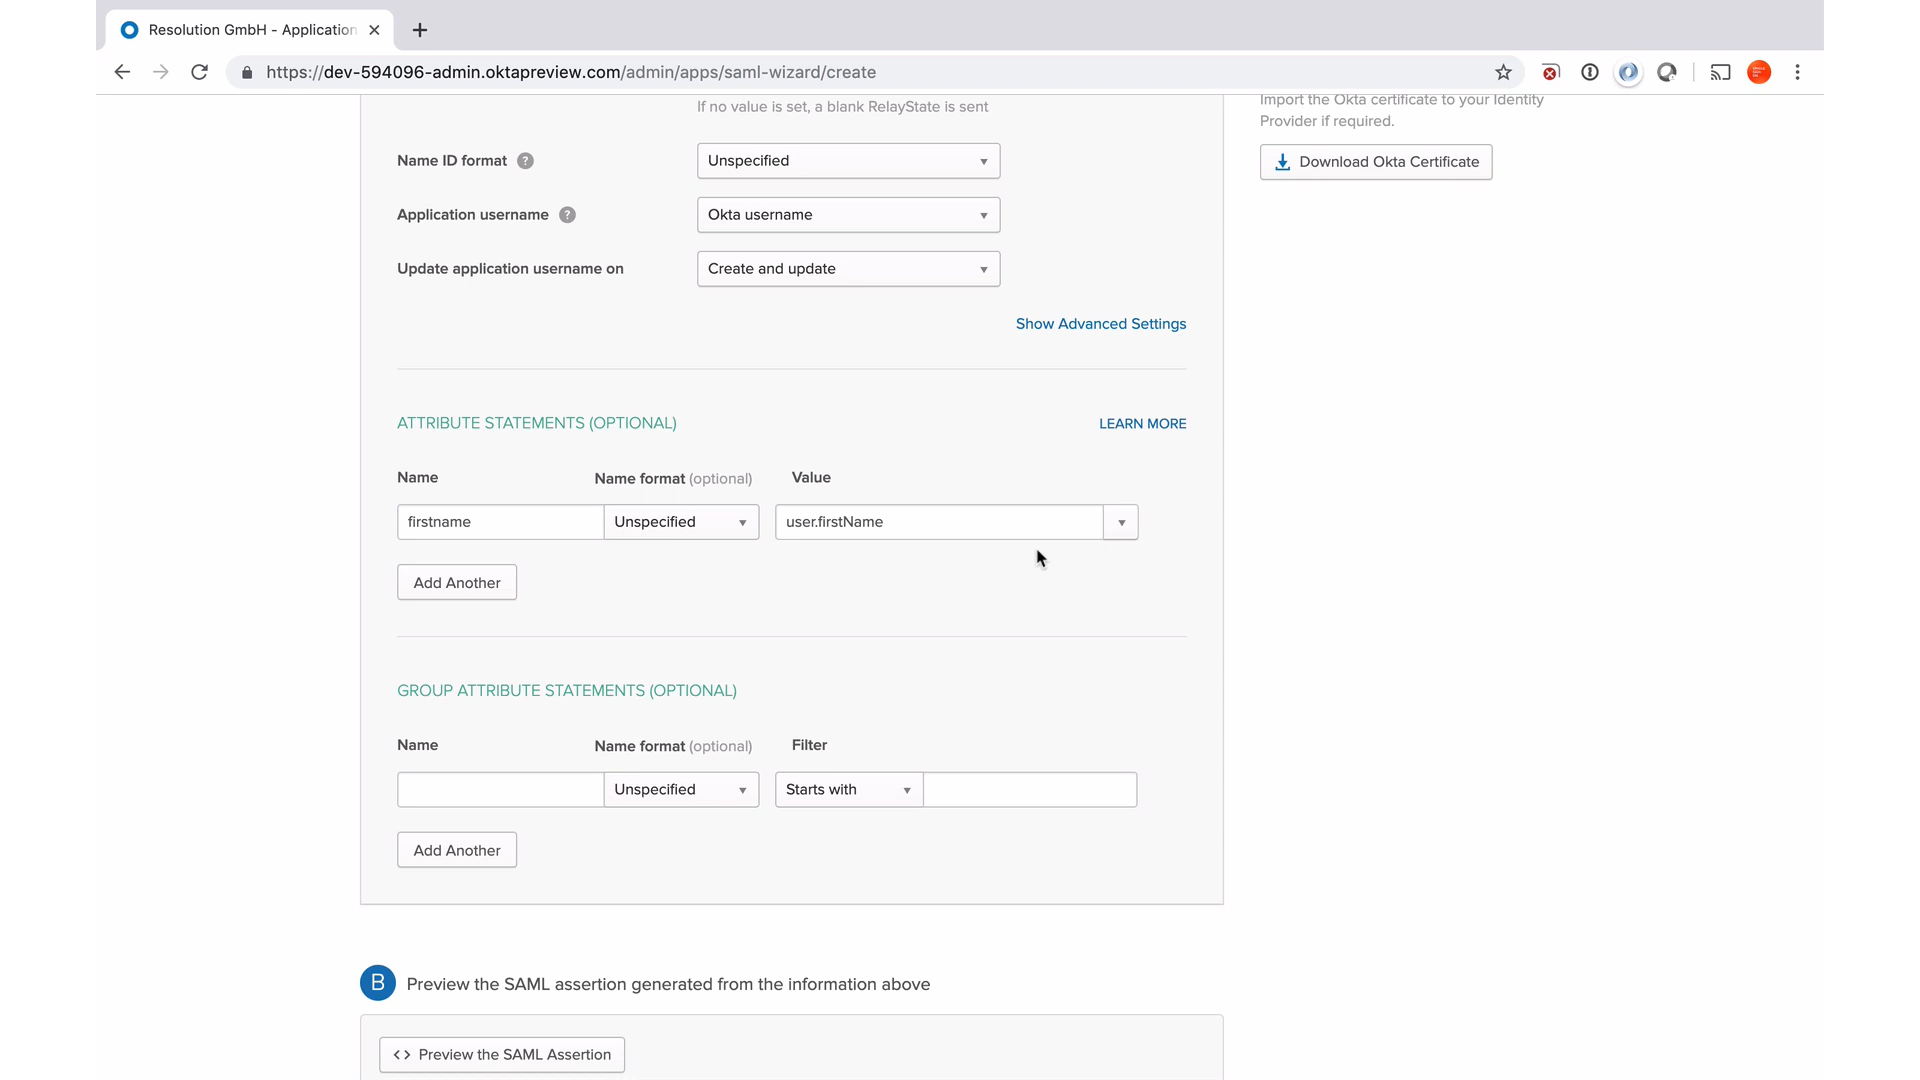 Resolution GmbH - Application
https://dev-594096-admin.oktapreview.com/admin/apps/saml-wizard/create
If no value is set, a blank RelayState is sent
Import the Okta certificate to your Identity
Provider if required.
Download Okta Certificate
Name ID format ?
Unspecified
Application username ?
Okta username
Update application username on
Create and update
Show Advanced Settings
ATTRIBUTE STATEMENTS (OPTIONAL)
LEARN MORE
Name Name format (optional) Value
firstname Unspecified user.firstName
Add Another
GROUP ATTRIBUTE STATEMENTS (OPTIONAL)
Name Name format (optional) Filter
Unspecified Starts with
Add Another
B Preview the SAML assertion generated from the information above
<> Preview the SAML Assertion